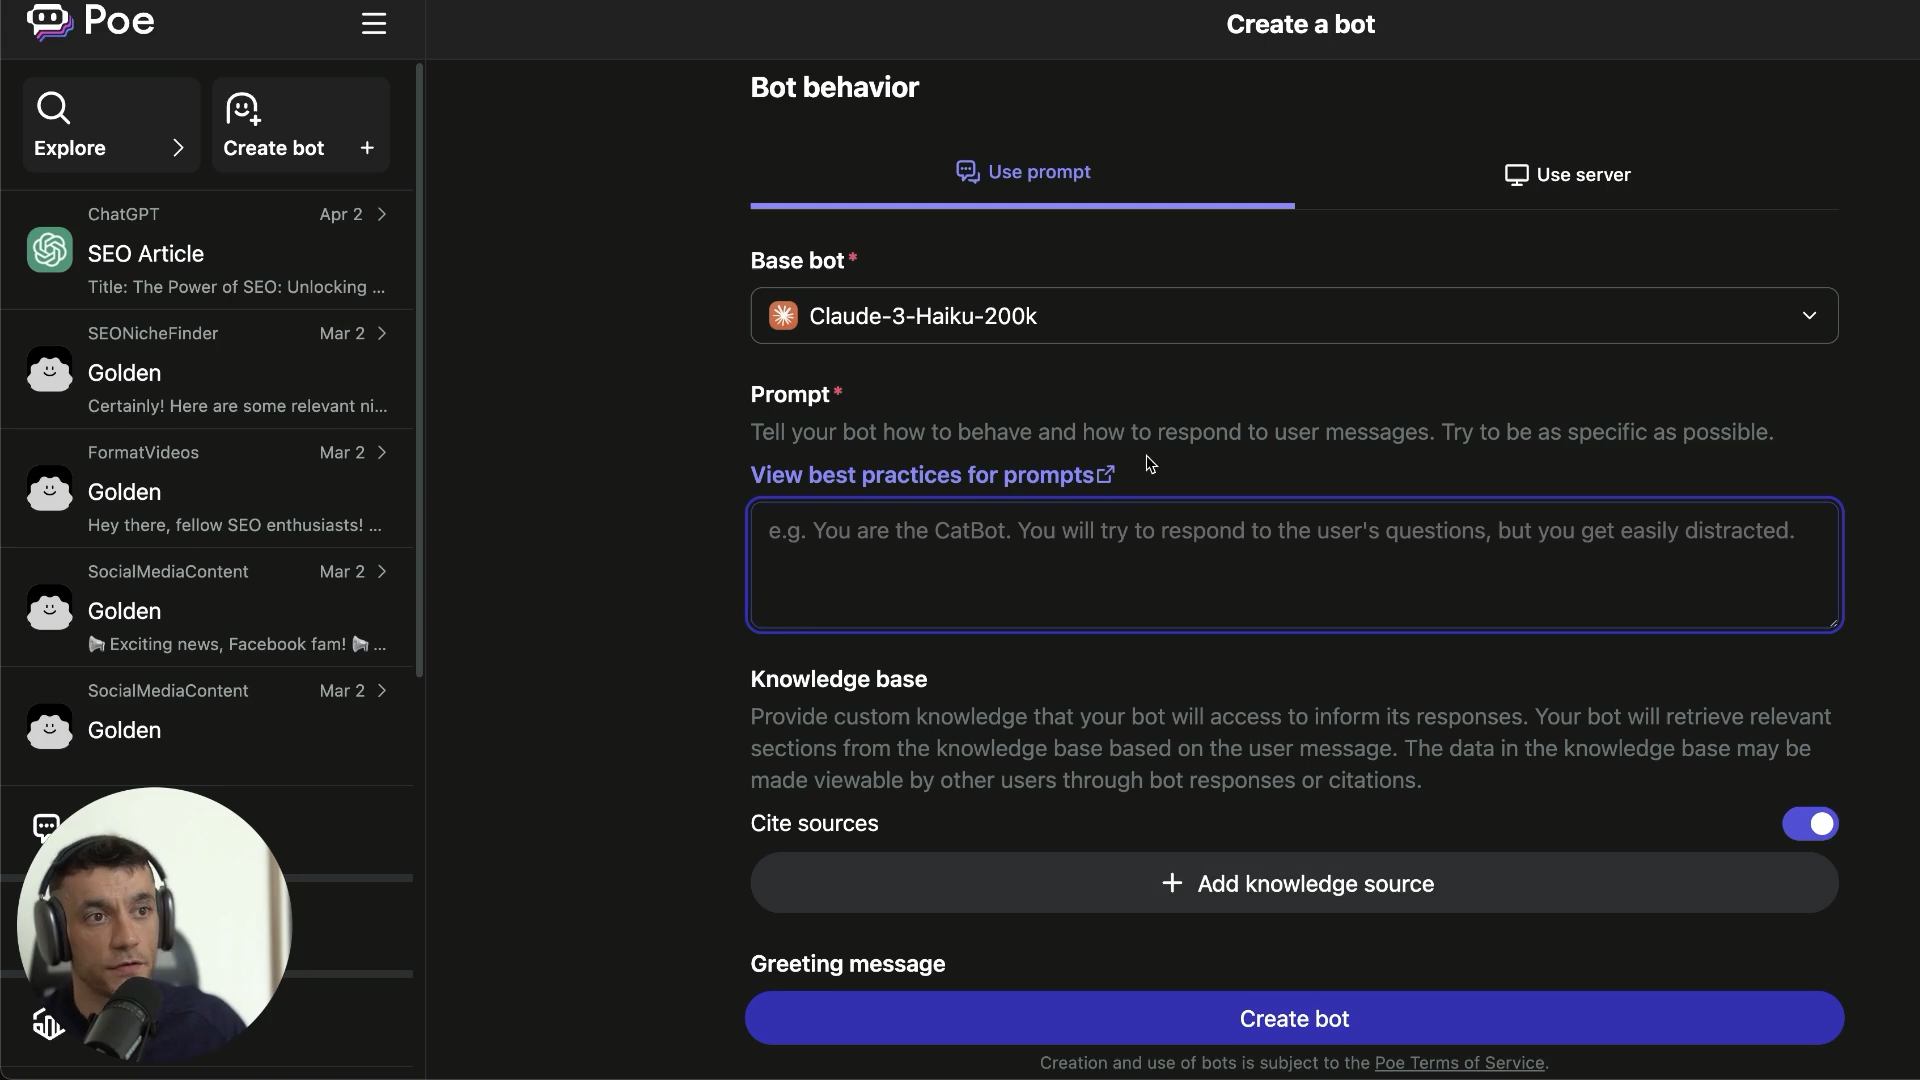 Poe
Explore
Create bot +
ChatGPT Apr 2
SEO Article
Title: The Power of SEO: Unlocking ...
SEONicheFinder Mar 2
Golden
Certainly! Here are some relevant ni...
FormatVideos Mar 2
Golden
Hey there, fellow SEO enthusiasts! ...
SocialMediaContent Mar 2
Golden
📢 Exciting news, Facebook fam! 📢 ...
SocialMediaContent Mar 2
Golden
Create a bot
Bot behavior
Use prompt
Use server
Base bot*
Claude-3-Haiku-200k
Prompt*
Tell your bot how to behave and how to respond to user messages. Try to be as specific as possible.
View best practices for prompts
e.g. You are the CatBot. You will try to respond to the user's questions, but you get easily distracted.
Knowledge base
Provide custom knowledge that your bot will access to inform its responses. Your bot will retrieve relevant
sections from the knowledge base based on the user message. The data in the knowledge base may be
made viewable by other users through bot responses or citations.
Cite sources
+ Add knowledge source
Greeting message
Create bot
Creation and use of bots is subject to the Poe Terms of Service.